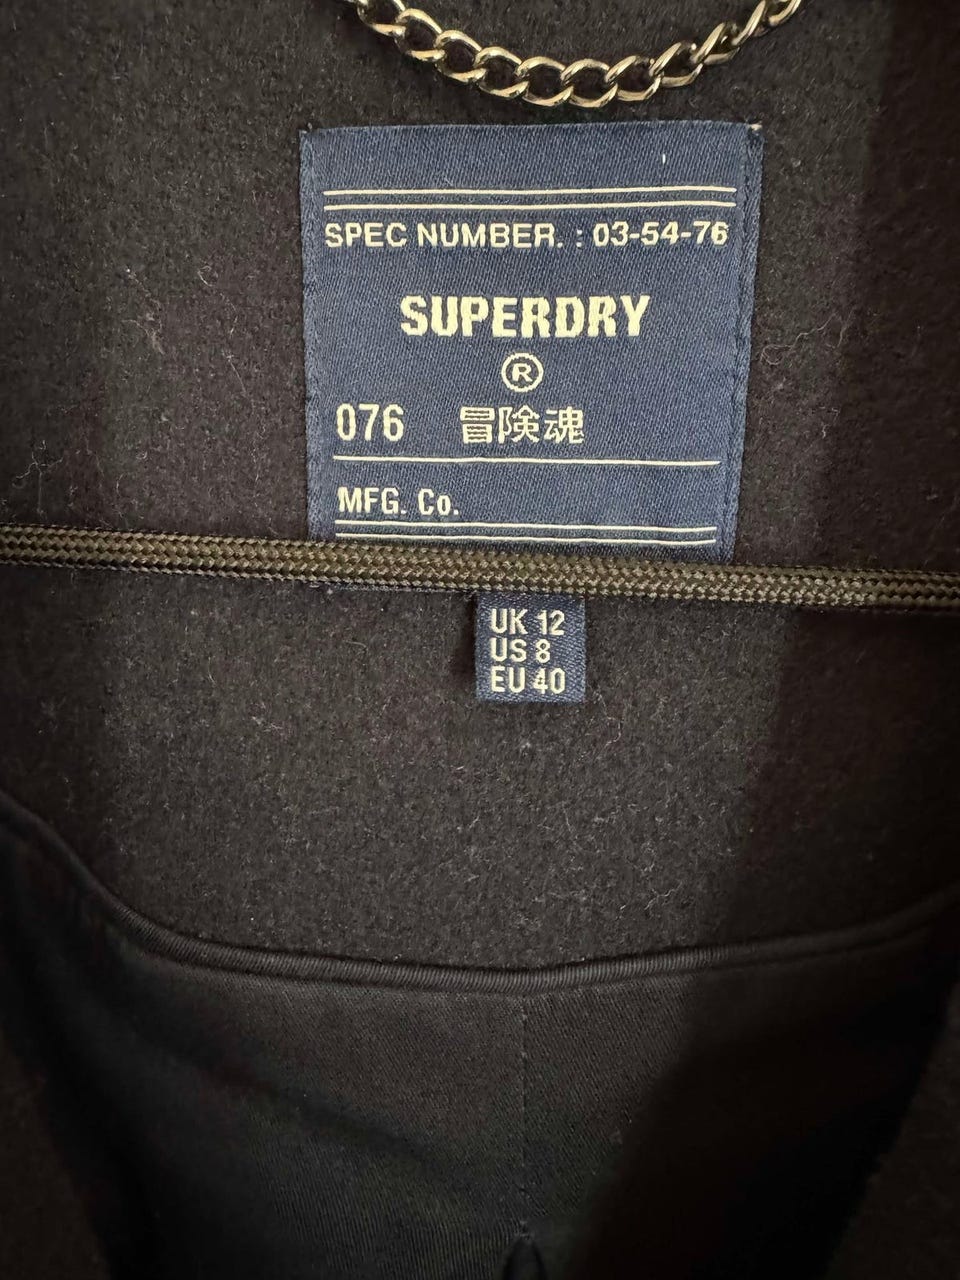 SPEC NUMBER. : 03-54-76
SUPERDRY
®
076 冒険魂
MFG. Co.
UK 12
US 8
EU 40